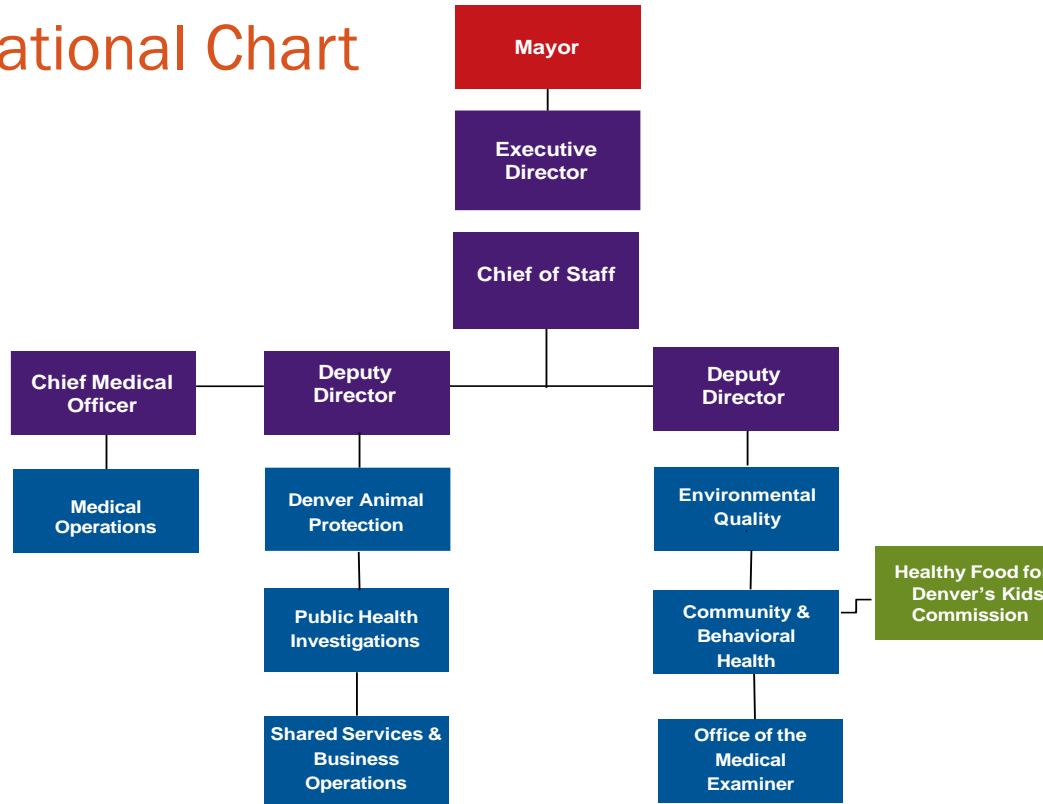 ational Chart
Mayor
Executive
Director
Chief of Staff
Chief Medical
Officer
Deputy
Director
Deputy
Director
Medical
Operations
Denver Animal
Protection
Environmental
Quality
Public Health
Investigations
Community &
Behavioral
Health
Healthy Food for
Denver’s Kids
Commission
Shared Services &
Business
Operations
Office of the
Medical
Examiner